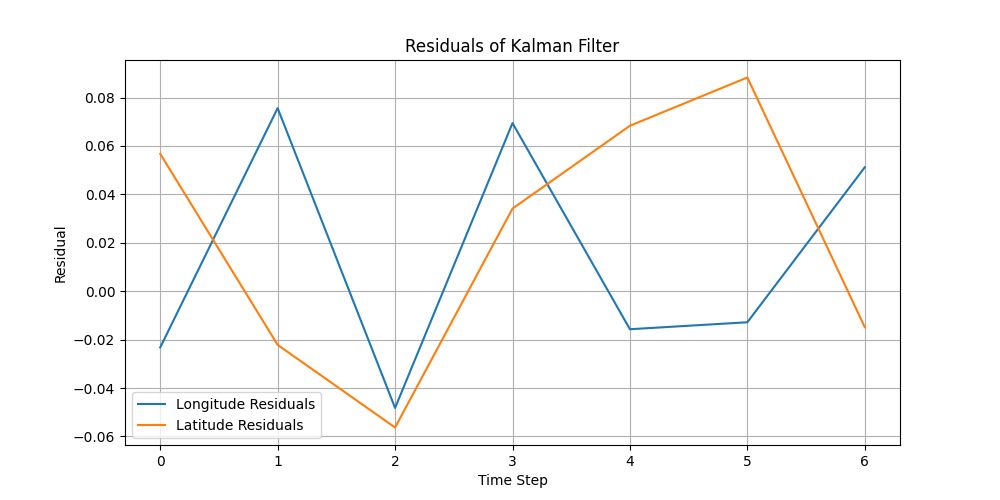 Residuals of Kalman Filter
Residual
0.08
0.06
0.04
0.02
0.00
−0.02
−0.04
−0.06
Longitude Residuals
Latitude Residuals
0 1 2 3 4 5 6
Time Step